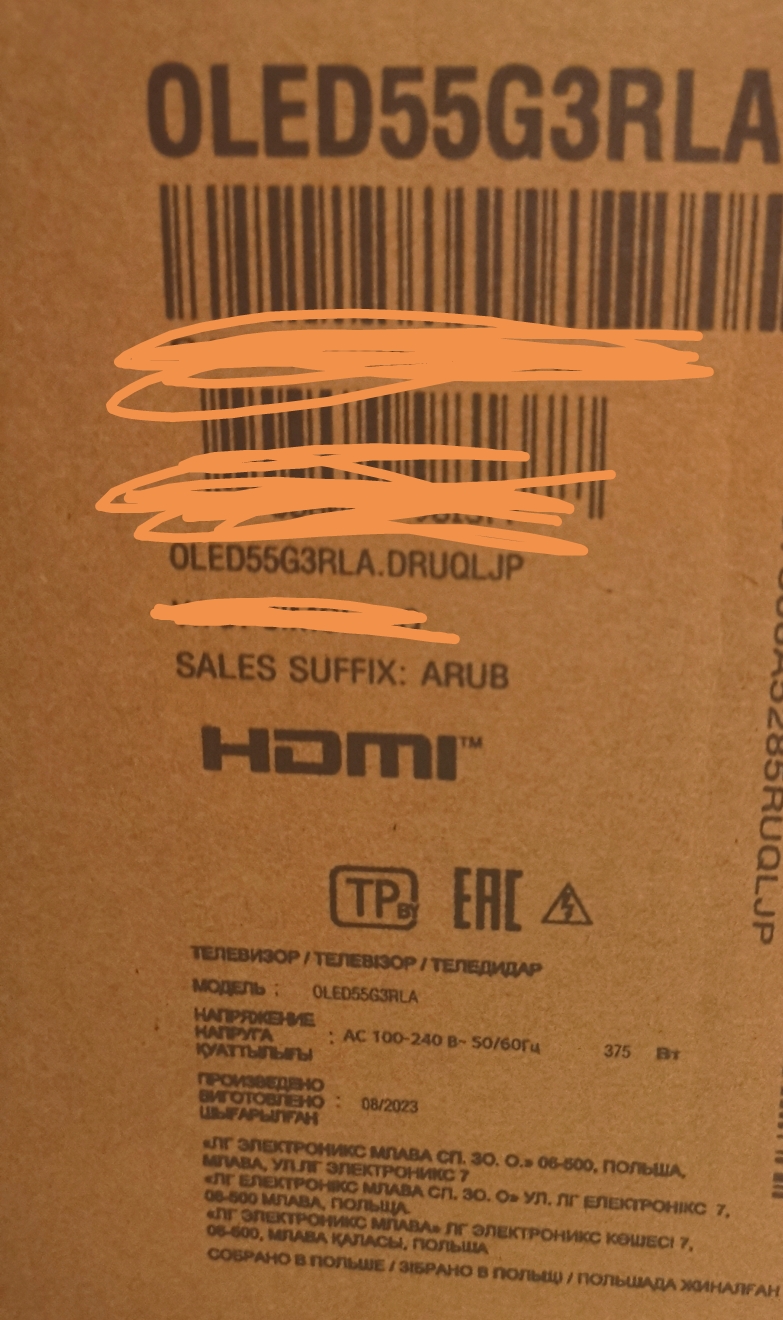 OLED55G3RLA
OLED55G3RLA.DRUQLJP
SALES SUFFIX: ARUB
HDMI™
TP BY EAC
ТЕЛЕВИЗОР / ТЕЛЕВІЗОР / ТЕЛЕДИДАР
МОДЕЛЬ : OLED55G3RLA
НАПРЯЖЕНИЕ
НАПРУГА : AC 100-240 В~ 50/60Гц 375 Вт
ҚУАТТЫЛЫҒЫ
ПРОИЗВЕДЕНО
ВИГОТОВЛЕНО : 08/2023
ШЫҒАРЫЛҒАН
«ЛГ ЭЛЕКТРОНИКС МЛАВА СП. ЗО. О.» 06-500, ПОЛЬША,
МЛАВА, УЛ.ЛГ ЭЛЕКТРОНИКС 7
«ЛГ ЕЛЕКТРОНІКС МЛАВА СП. ЗО. О» УЛ. ЛГ ЕЛЕКТРОНІКС 7,
06-500 МЛАВА, ПОЛЬЩА.
«ЛГ ЭЛЕКТРОНИКС МЛАВА» ЛГ ЭЛЕКТРОНИКС КӨШЕСІ 7,
06-500, МЛАВА ҚАЛАСЫ, ПОЛЬША
СОБРАНО В ПОЛЬШЕ / ЗІБРАНО В ПОЛЬЩІ / ПОЛЬШАДА ЖИНАЛҒАН